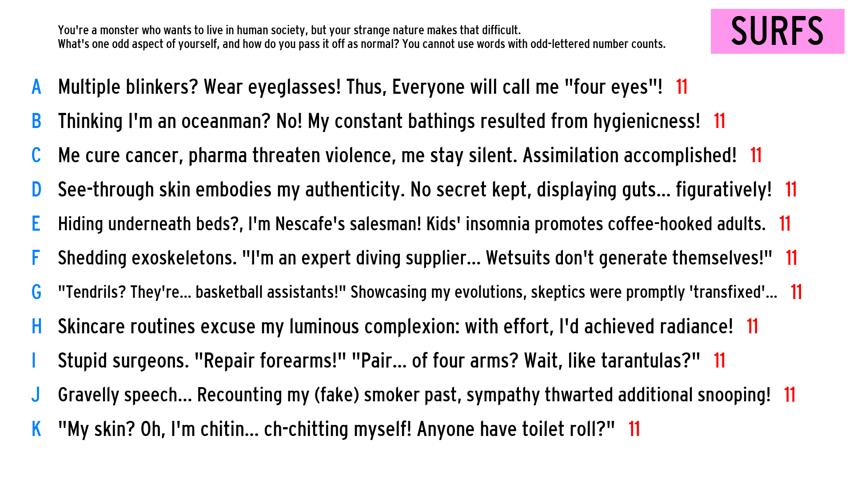 You're a monster who wants to live in human society, but your strange nature makes that difficult.
What's one odd aspect of yourself, and how do you pass it off as normal? You cannot use words with odd-lettered number counts.
SURFS
A Multiple blinkers? Wear eyeglasses! Thus, Everyone will call me "four eyes"! 11
B Thinking I'm an oceanman? No! My constant bathings resulted from hygienicness! 11
C Me cure cancer, pharma threaten violence, me stay silent. Assimilation accomplished! 11
D See-through skin embodies my authenticity. No secret kept, displaying guts... figuratively! 11
E Hiding underneath beds?, I'm Nescafe's salesman! Kids' insomnia promotes coffee-hooked adults. 11
F Shedding exoskeletons. "I'm an expert diving supplier... Wetsuits don't generate themselves!" 11
G "Tendrils? They're... basketball assistants!" Showcasing my evolutions, skeptics were promptly 'transfixed'... 11
H Skincare routines excuse my luminous complexion: with effort, I'd achieved radiance! 11
I Stupid surgeons. "Repair forearms!" "Pair... of four arms? Wait, like tarantulas?" 11
J Gravelly speech... Recounting my (fake) smoker past, sympathy thwarted additional snooping! 11
K "My skin? Oh, I'm chitin... ch-chitting myself! Anyone have toilet roll?" 11